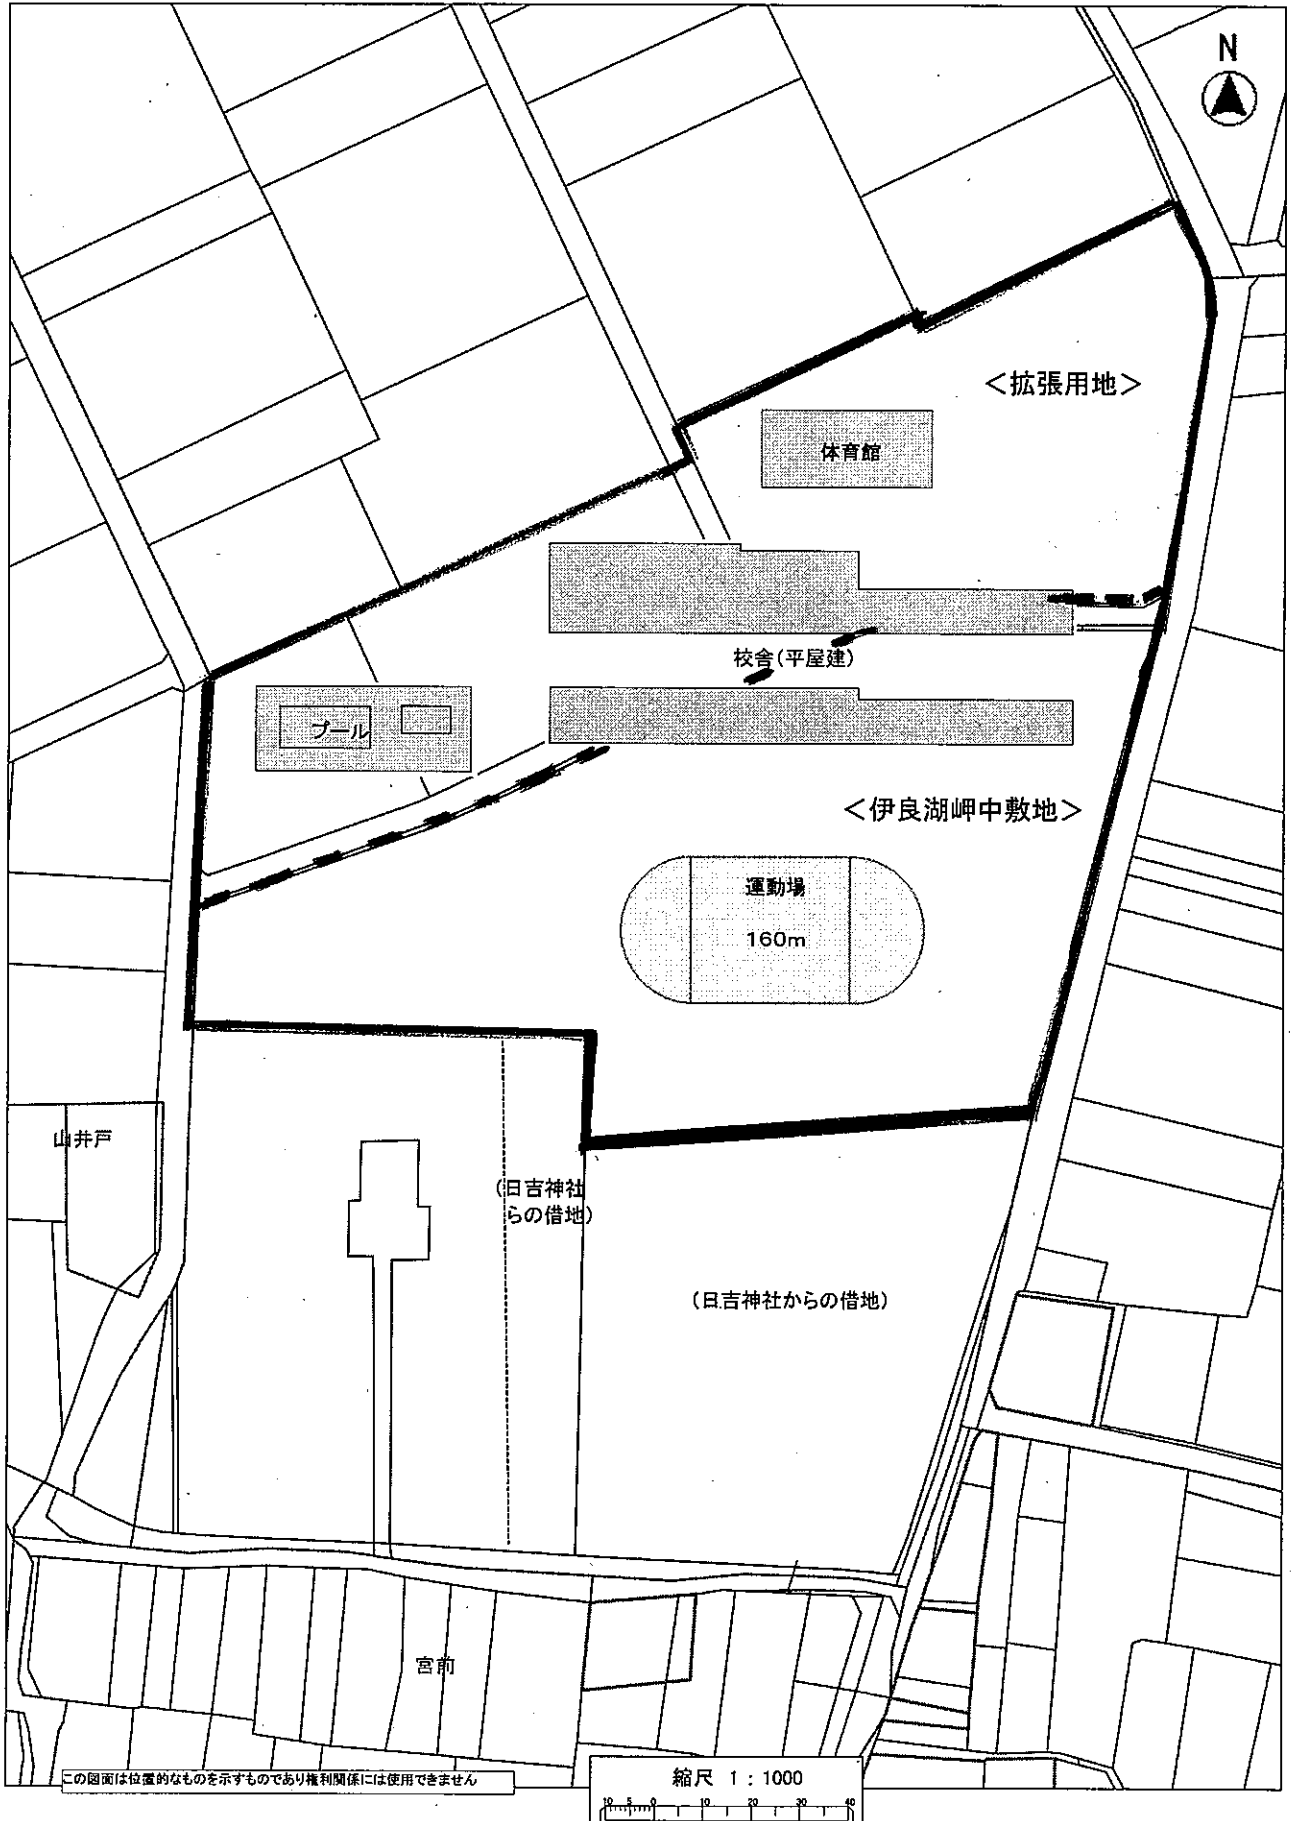 N
＜拡張用地＞
体育館
校舎(平屋建)
プール
＜伊良湖岬中敷地＞
運動場
160m
山井戸
(日吉神社
らの借地)
(日吉神社からの借地)
宮前
この図面は位置的なものを示すものであり権利関係には使用できません
縮尺 1：1000
10 5 0 10 20 30 40